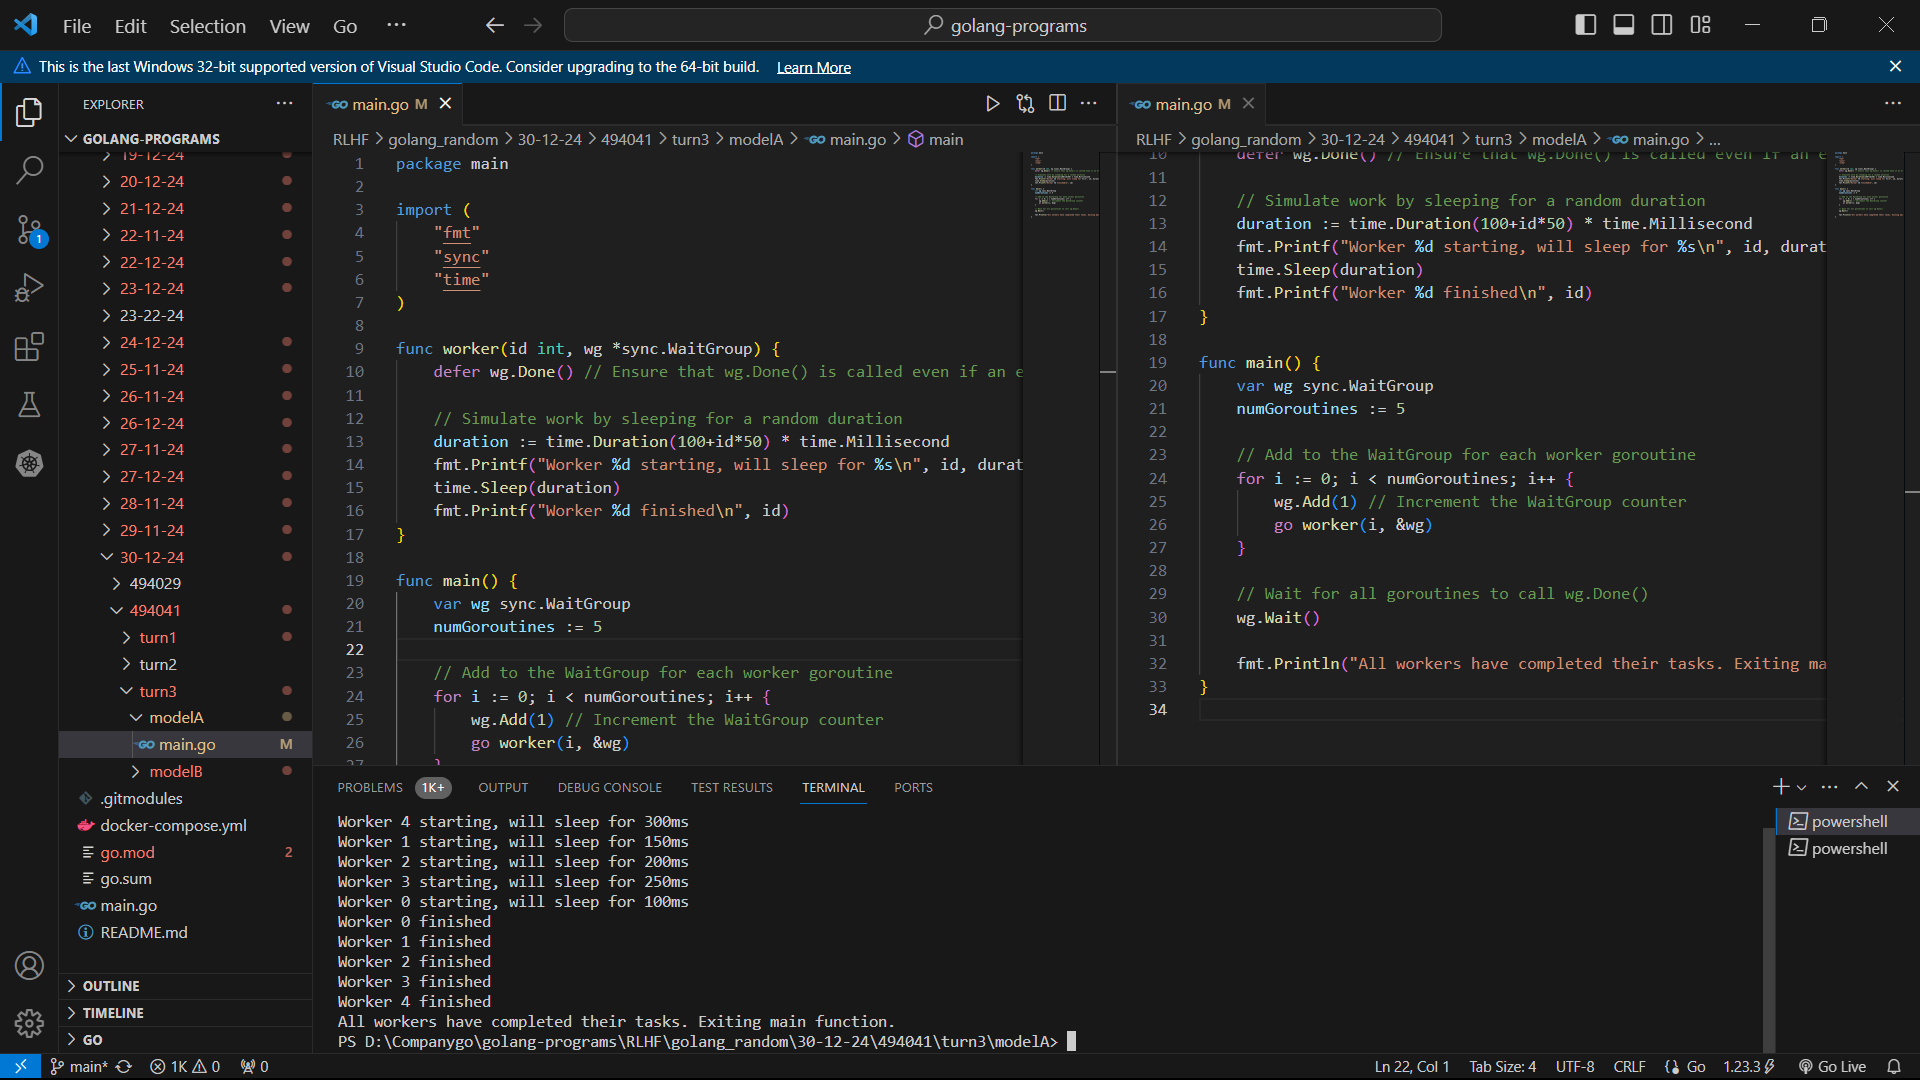 File Edit Selection View Go ···
golang-programs
This is the last Windows 32-bit supported version of Visual Studio Code. Consider upgrading to the 64-bit build. Learn More
EXPLORER
GOLANG-PROGRAMS
19-12-24
20-12-24
21-12-24
22-11-24
22-12-24
23-12-24
23-22-24
24-12-24
25-11-24
26-11-24
26-12-24
27-11-24
27-12-24
28-11-24
29-11-24
30-12-24
494029
494041
turn1
turn2
turn3
modelA
GO main.go M
modelB
.gitmodules
docker-compose.yml
go.mod 2
go.sum
GO main.go
README.md
OUTLINE
TIMELINE
GO
1
GO main.go M
RLHF > golang_random > 30-12-24 > 494041 > turn3 > modelA > GO main.go > main
1 package main
2
3 import (
4 "fmt"
5 "sync"
6 "time"
7 )
8
9 func worker(id int, wg *sync.WaitGroup) {
10 defer wg.Done() // Ensure that wg.Done() is called even if an e
11
12 // Simulate work by sleeping for a random duration
13 duration := time.Duration(100+id*50) * time.Millisecond
14 fmt.Printf("Worker %d starting, will sleep for %s\n", id, durat
15 time.Sleep(duration)
16 fmt.Printf("Worker %d finished\n", id)
17 }
18
19 func main() {
20 var wg sync.WaitGroup
21 numGoroutines := 5
22
23 // Add to the WaitGroup for each worker goroutine
24 for i := 0; i < numGoroutines; i++ {
25 wg.Add(1) // Increment the WaitGroup counter
26 go worker(i, &wg)
27 }
GO main.go M
RLHF > golang_random > 30-12-24 > 494041 > turn3 > modelA > GO main.go > ...
10 defer wg.Done() // Ensure that wg.Done() is called even if an e
11
12 // Simulate work by sleeping for a random duration
13 duration := time.Duration(100+id*50) * time.Millisecond
14 fmt.Printf("Worker %d starting, will sleep for %s\n", id, durat
15 time.Sleep(duration)
16 fmt.Printf("Worker %d finished\n", id)
17 }
18
19 func main() {
20 var wg sync.WaitGroup
21 numGoroutines := 5
22
23 // Add to the WaitGroup for each worker goroutine
24 for i := 0; i < numGoroutines; i++ {
25 wg.Add(1) // Increment the WaitGroup counter
26 go worker(i, &wg)
27 }
28
29 // Wait for all goroutines to call wg.Done()
30 wg.Wait()
31
32 fmt.Println("All workers have completed their tasks. Exiting ma
33 }
34
PROBLEMS 1K+ OUTPUT DEBUG CONSOLE TEST RESULTS TERMINAL PORTS
Worker 4 starting, will sleep for 300ms
Worker 1 starting, will sleep for 150ms
Worker 2 starting, will sleep for 200ms
Worker 3 starting, will sleep for 250ms
Worker 0 starting, will sleep for 100ms
Worker 0 finished
Worker 1 finished
Worker 2 finished
Worker 3 finished
Worker 4 finished
All workers have completed their tasks. Exiting main function.
PS D:\Companygo\golang-programs\RLHF\golang_random\30-12-24\494041\turn3\modelA>
powershell
powershell
main* 1K 0 0 Ln 22, Col 1 Tab Size: 4 UTF-8 CRLF Go 1.23.3 Go Live